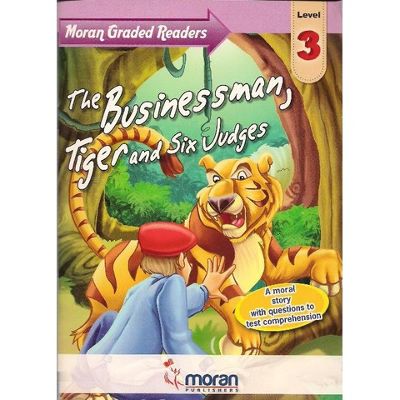 Moran Graded Readers
Level
3
The Businessman,
Tiger and Six Judges
A moral
story
with questions to
test comprehension
moran
PUBLISHERS